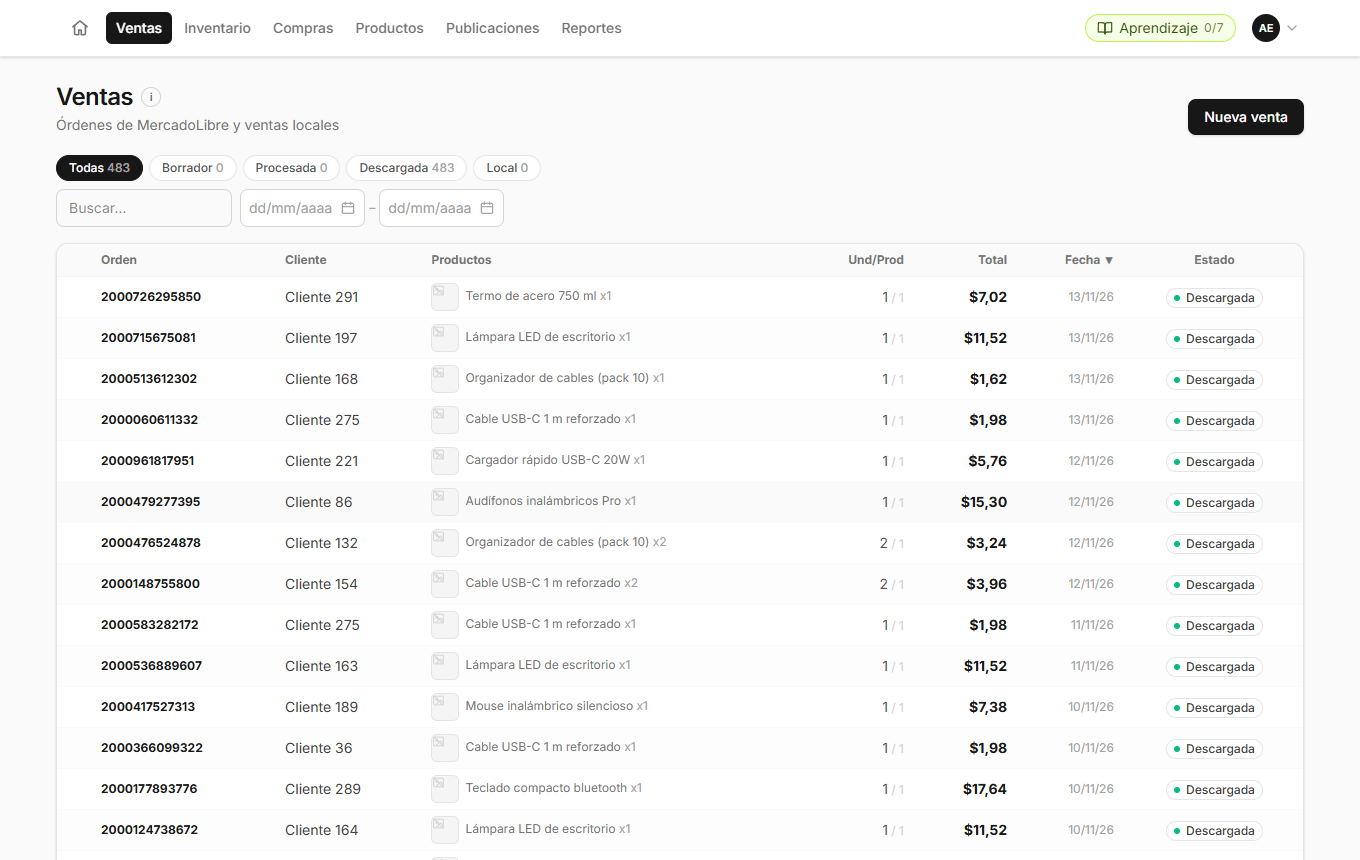 Ventas Inventario Compras Productos Publicaciones Reportes Aprendizaje 0/7 AE
Ventas i
Órdenes de MercadoLibre y ventas locales
Nueva venta
Todas 483 Borrador 0 Procesada 0 Descargada 483 Local 0
Buscar... dd/mm/aaaa – dd/mm/aaaa
Orden Cliente Productos Und/Prod Total Fecha ▼ Estado
2000726295850 Cliente 291 Termo de acero 750 ml x1 1 / 1 $7,02 13/11/26 Descargada
2000715675081 Cliente 197 Lámpara LED de escritorio x1 1 / 1 $11,52 13/11/26 Descargada
2000513612302 Cliente 168 Organizador de cables (pack 10) x1 1 / 1 $1,62 13/11/26 Descargada
2000060611332 Cliente 275 Cable USB-C 1 m reforzado x1 1 / 1 $1,98 13/11/26 Descargada
2000961817951 Cliente 221 Cargador rápido USB-C 20W x1 1 / 1 $5,76 12/11/26 Descargada
2000479277395 Cliente 86 Audífonos inalámbricos Pro x1 1 / 1 $15,30 12/11/26 Descargada
2000476524878 Cliente 132 Organizador de cables (pack 10) x2 2 / 1 $3,24 12/11/26 Descargada
2000148755800 Cliente 154 Cable USB-C 1 m reforzado x2 2 / 1 $3,96 12/11/26 Descargada
2000583282172 Cliente 275 Cable USB-C 1 m reforzado x1 1 / 1 $1,98 11/11/26 Descargada
2000536889607 Cliente 163 Lámpara LED de escritorio x1 1 / 1 $11,52 11/11/26 Descargada
2000417527313 Cliente 189 Mouse inalámbrico silencioso x1 1 / 1 $7,38 10/11/26 Descargada
2000366099322 Cliente 36 Cable USB-C 1 m reforzado x1 1 / 1 $1,98 10/11/26 Descargada
2000177893776 Cliente 289 Teclado compacto bluetooth x1 1 / 1 $17,64 10/11/26 Descargada
2000124738672 Cliente 164 Lámpara LED de escritorio x1 1 / 1 $11,52 10/11/26 Descargada